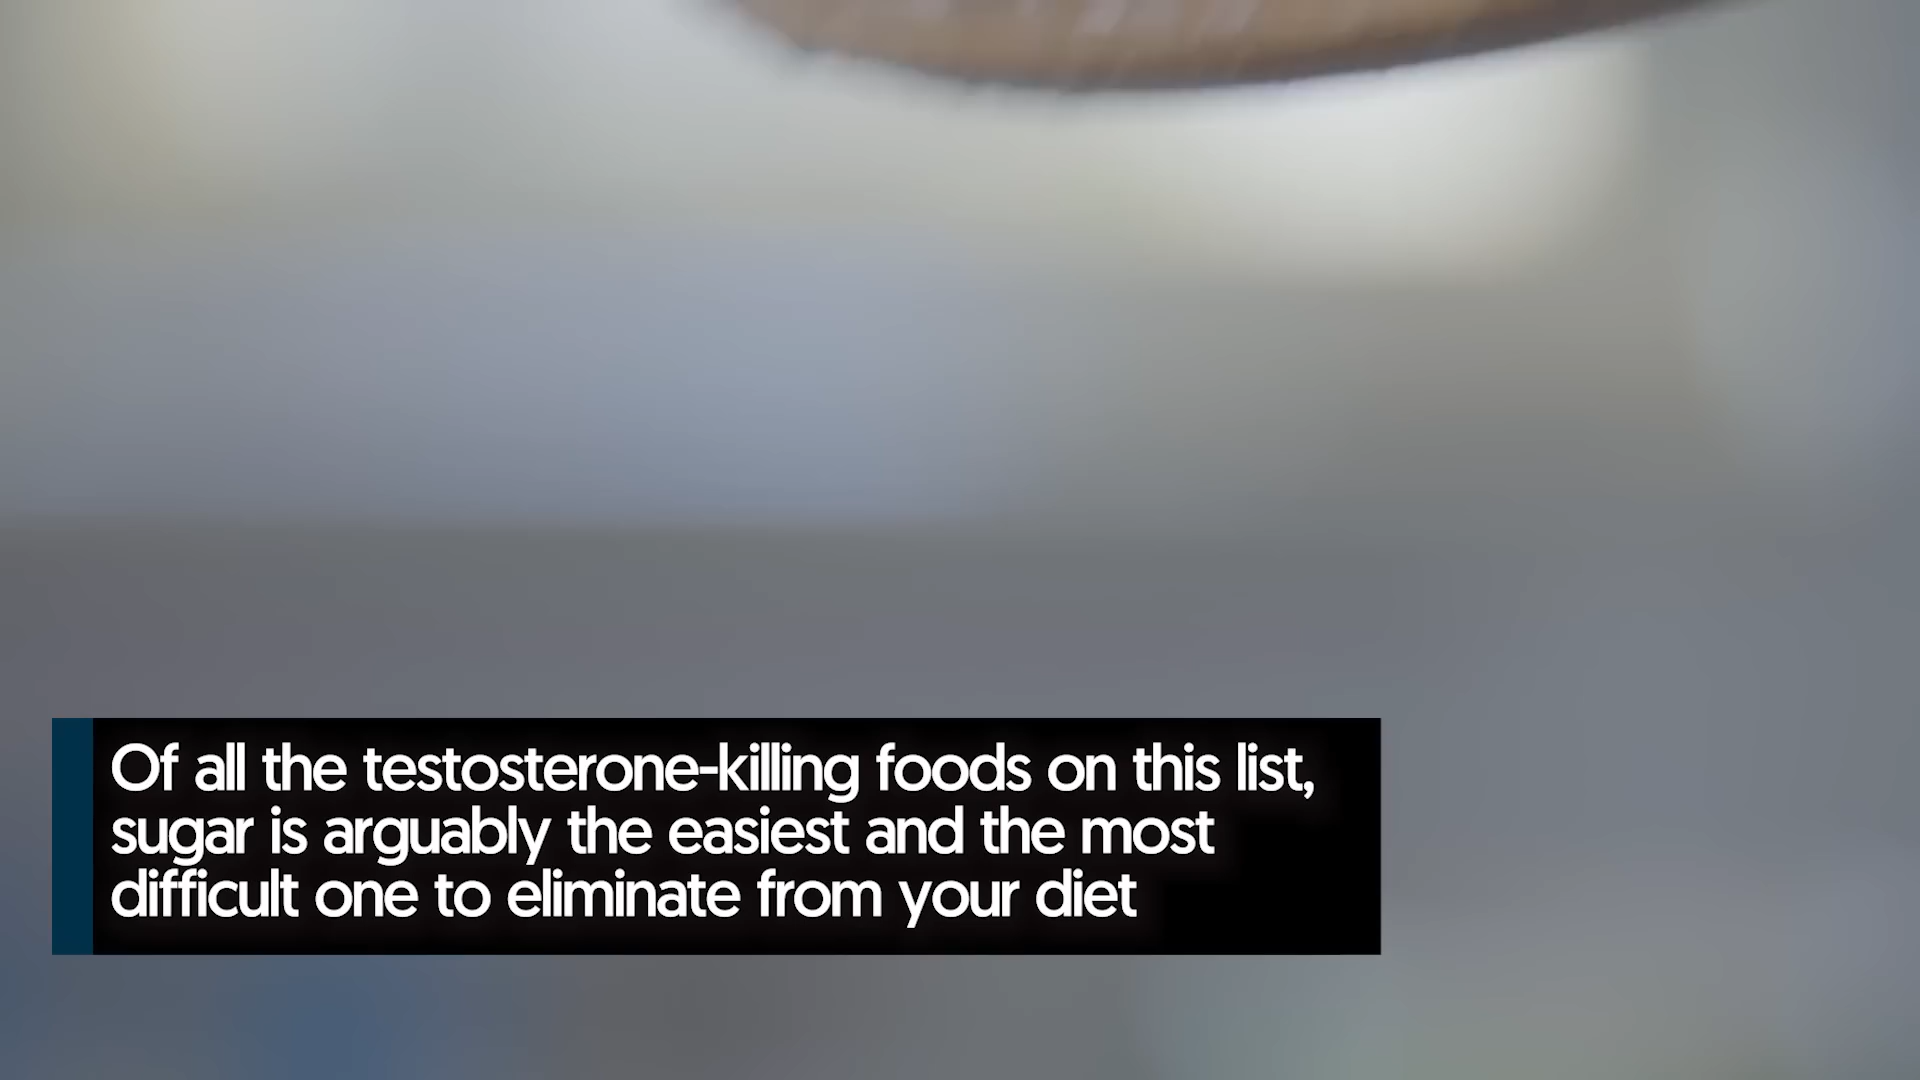 Of all the testosterone-killing foods on this list,
sugar is arguably the easiest and the most
difficult one to eliminate from your diet